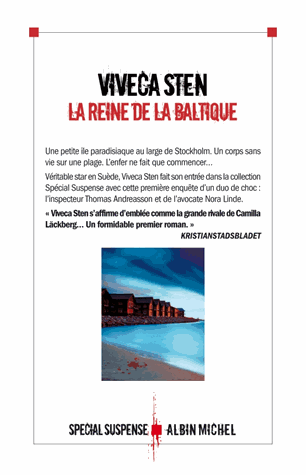 VIVECA STEN
LA REINE DE LA BALTIQUE
Une petite île paradisiaque au large de Stockholm. Un corps sans
vie sur une plage. L'enfer ne fait que commencer...
Véritable star en Suède, Viveca Sten fait son entrée dans la collection
Spécial Suspense avec cette première enquête d'un duo de choc :
l'inspecteur Thomas Andreasson et de l'avocate Nora Linde.
« Viveca Sten s'affirme d'emblée comme la grande rivale de Camilla
Läckberg... Un formidable premier roman. »
KRISTIANSTADSBLADET
SPECIAL SUSPENSE ALBIN MICHEL